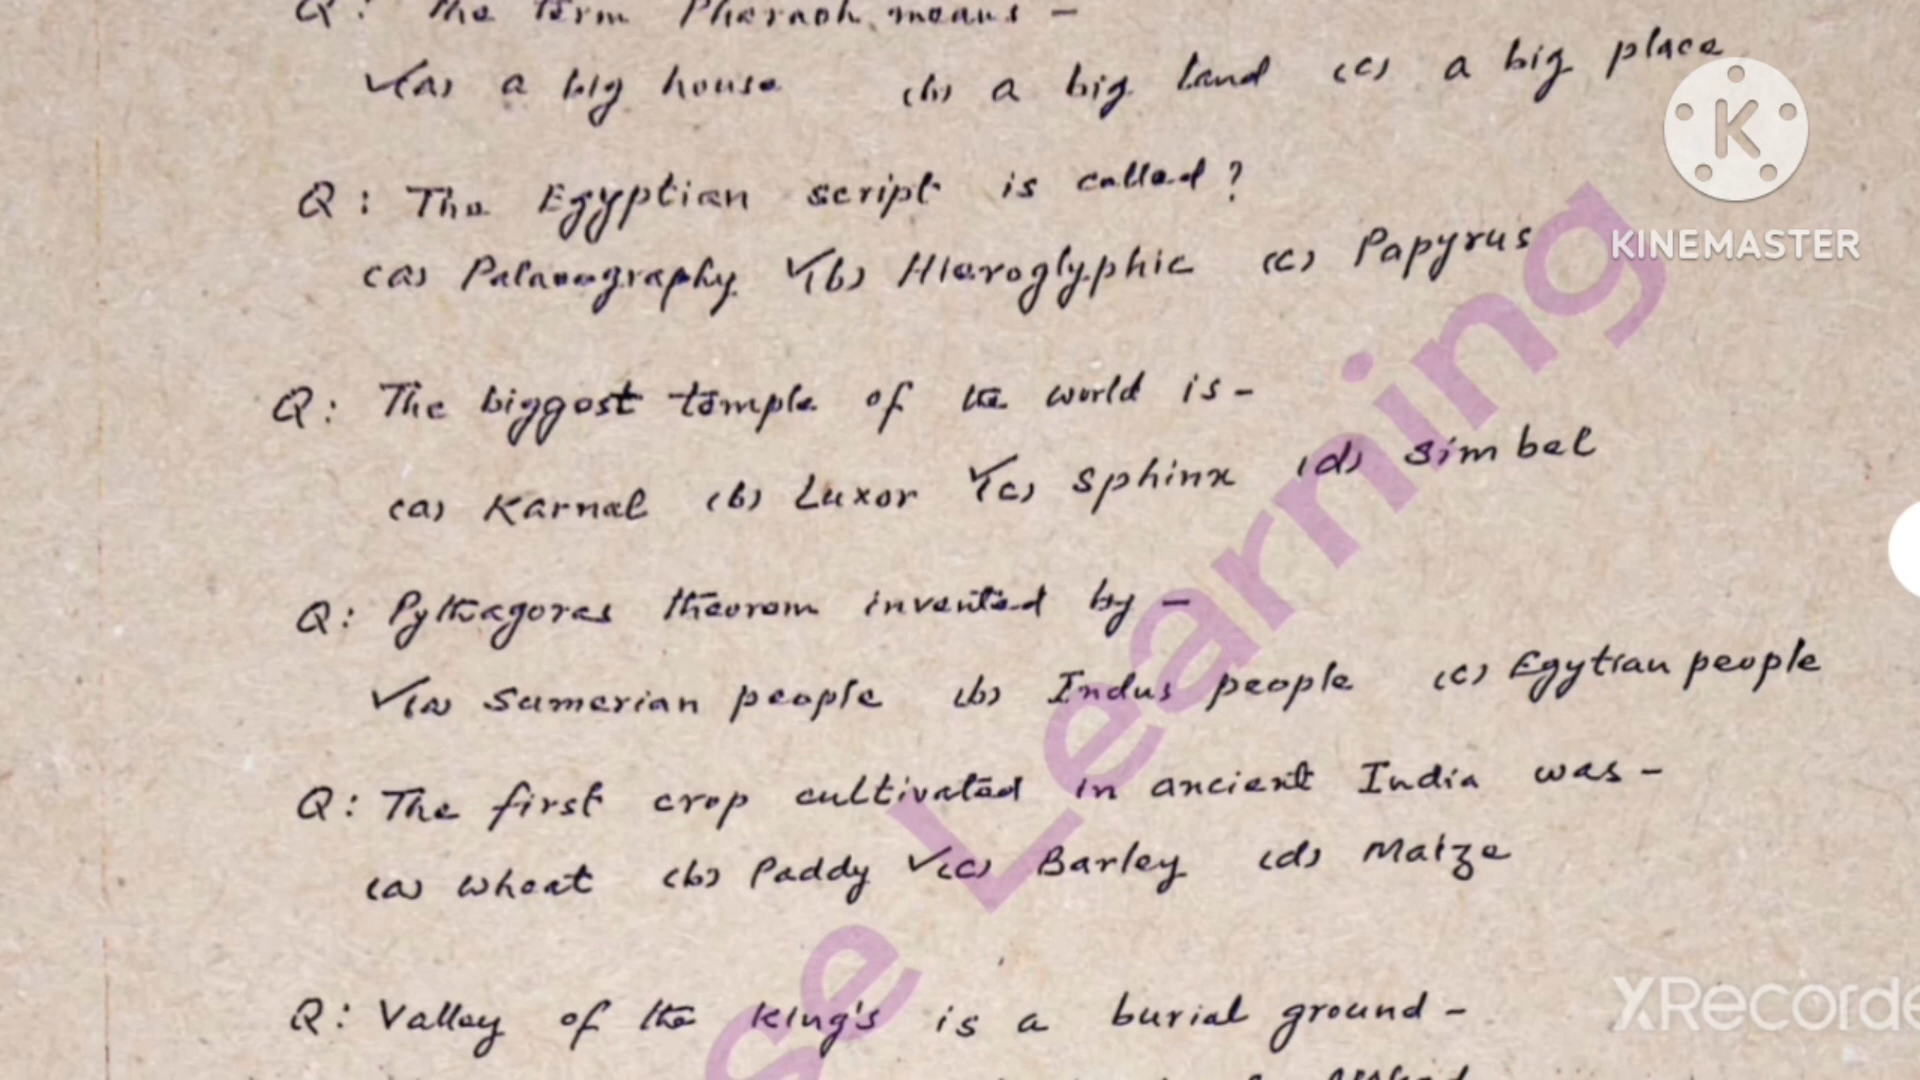 Q: The term Pharaoh means -
✓(a) a big house (b) a big land (c) a big place
K
KINEMASTER
Q: The Egyptian script is called?
(a) Palaeography ✓(b) Hieroglyphic (c) Papyrus
Q: The biggest temple of the world is -
(a) Karnal (b) Luxor ✓(c) Sphinx (d) Simbel
Q: Pythagoras theorem invented by -
✓(a) Sumerian people (b) Indus people (c) Egytian people
Q: The first crop cultivated in ancient India was -
(a) wheat (b) Paddy ✓(c) Barley (d) Maize
Q: Valley of the King's is a burial ground -
se Learning
XRecorde